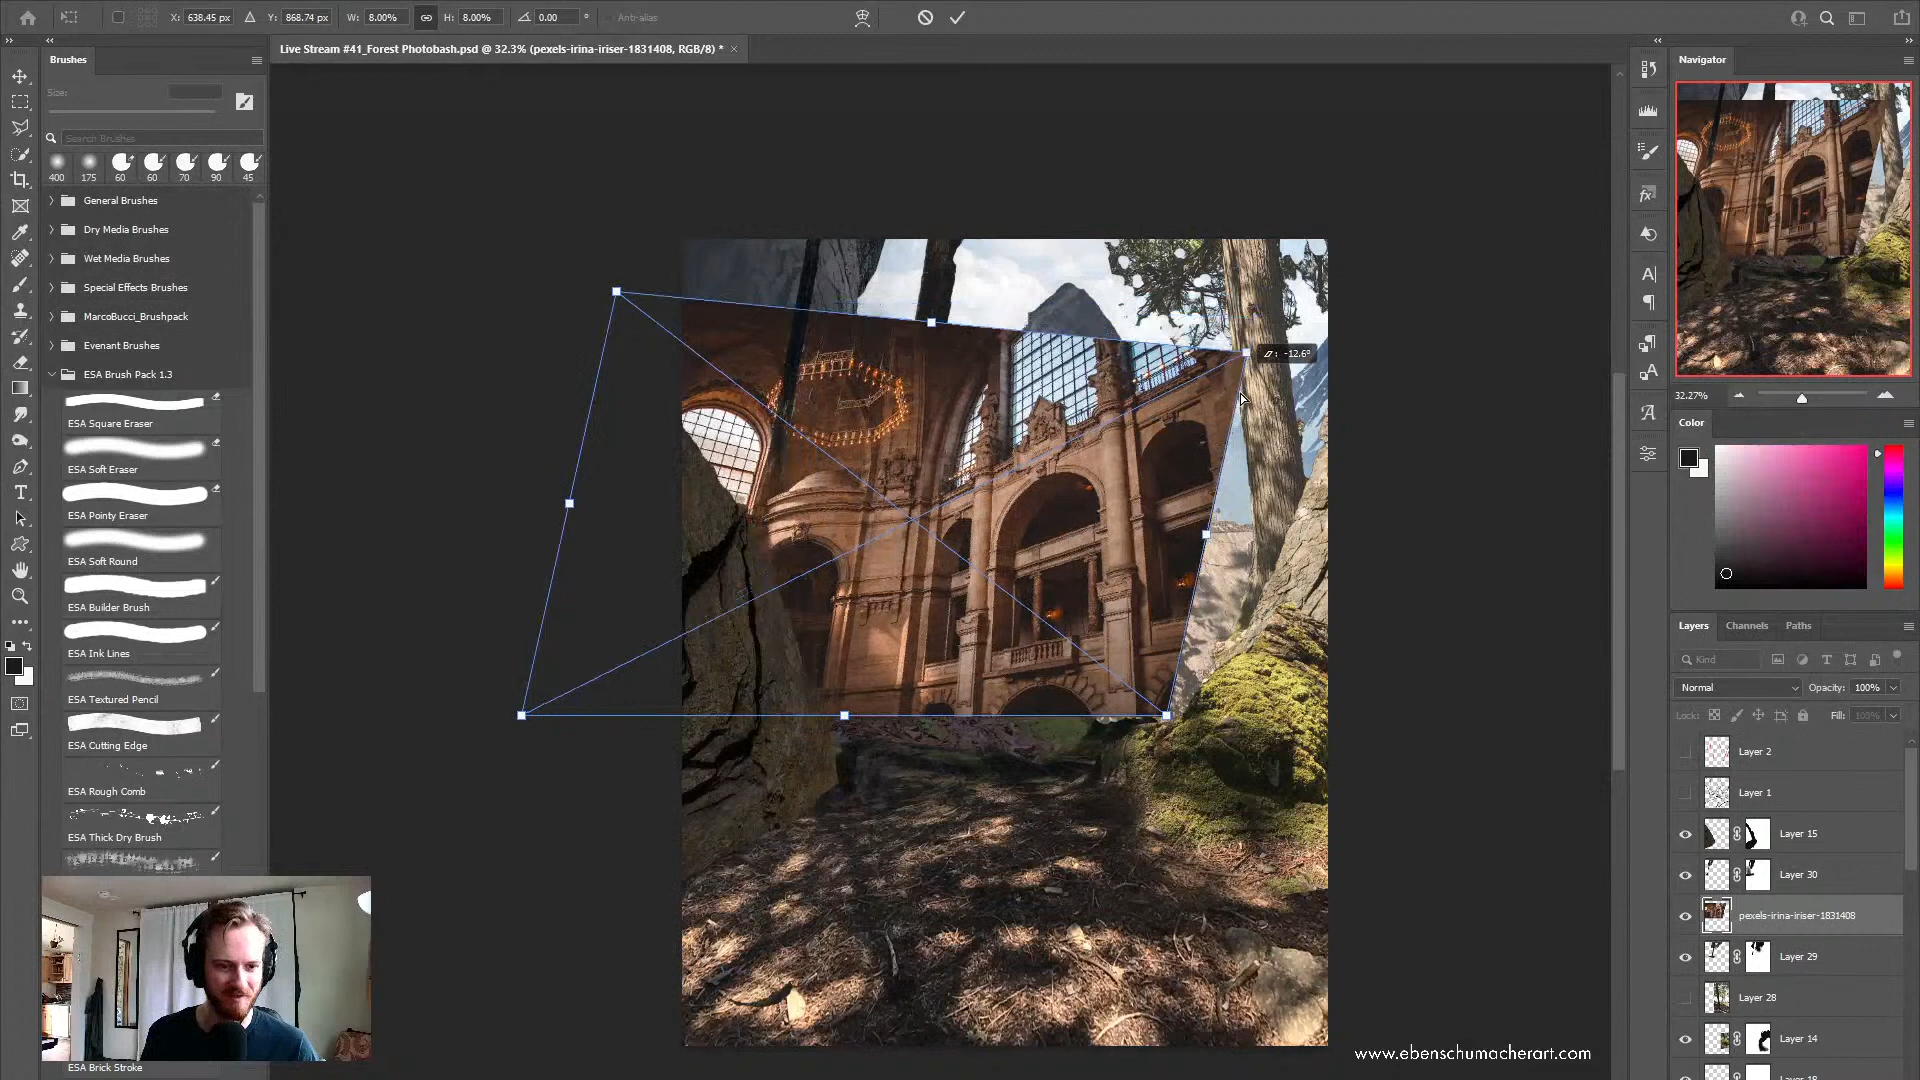 X: 638.45 px Y: 868.74 px W: 8.00% H: 8.00% 0.00 ° Anti-alias
Live Stream #41_Forest Photobash.psd @ 32.3% (pexels-irina-iriser-1831408, RGB/8) *
Brushes
Size:
Search Brushes
400 175 60 60 70 90 45
General Brushes
Dry Media Brushes
Wet Media Brushes
Special Effects Brushes
MarcoBucci_Brushpack
Evenant Brushes
ESA Brush Pack 1.3
ESA Square Eraser
ESA Soft Eraser
ESA Pointy Eraser
ESA Soft Round
ESA Builder Brush
ESA Ink Lines
ESA Textured Pencil
ESA Cutting Edge
ESA Rough Comb
ESA Thick Dry Brush
ESA Brick Stroke
-12.6°
www.ebenschumacherart.com
Navigator
32.27%
Color
Layers Channels Paths
Kind
Normal Opacity: 100%
Lock: Fill: 100%
Layer 2
Layer 1
Layer 15
Layer 30
pexels-irina-iriser-1831408
Layer 29
Layer 28
Layer 14